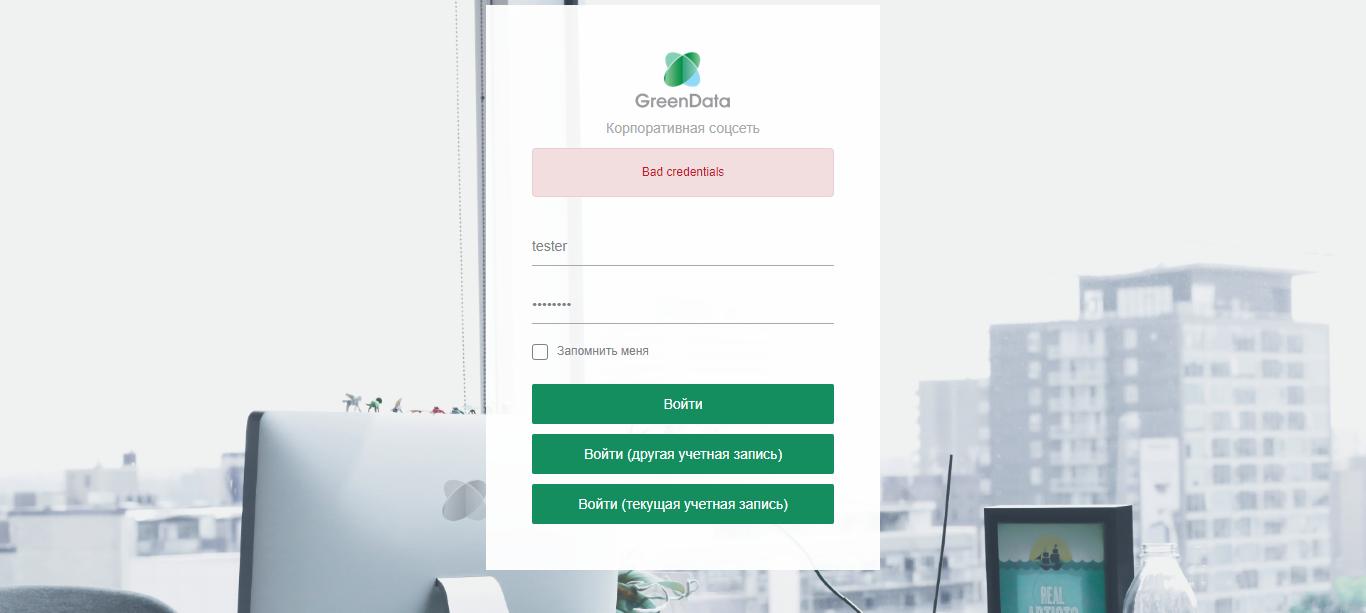 GreenData
Корпоративная соцсеть
Bad credentials
tester
••••••••
Запомнить меня
Войти
Войти (другая учетная запись)
Войти (текущая учетная запись)
REAL
ARTISTS